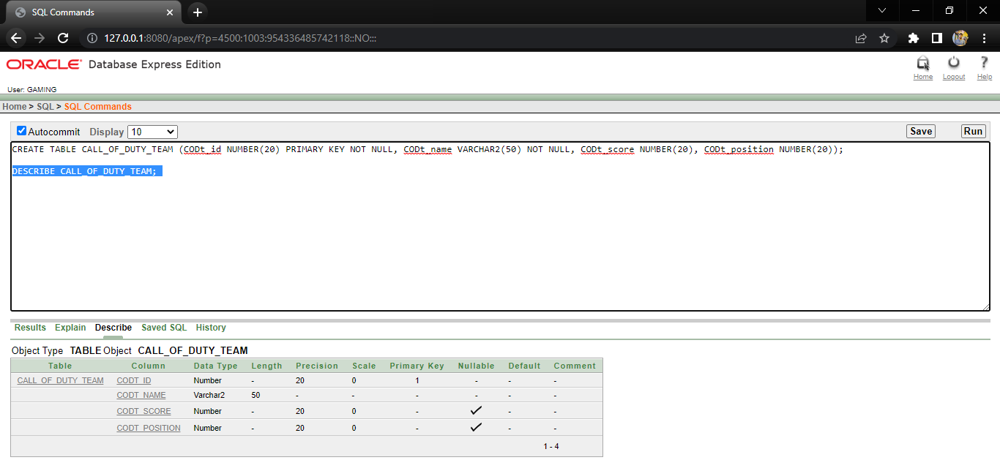 SQL Commands
127.0.0.1:8080/apex/f?p=4500:1003:954336485742118::NO:::
ORACLE® Database Express Edition
Home Logout Help
User: GAMING
Home > SQL > SQL Commands
Autocommit Display 10 Save Run
CREATE TABLE CALL_OF_DUTY_TEAM (CODt_id NUMBER(20) PRIMARY KEY NOT NULL, CODt_name VARCHAR2(50) NOT NULL, CODt_score NUMBER(20), CODt_position NUMBER(20));
DESCRIBE CALL_OF_DUTY_TEAM;
Results Explain Describe Saved SQL History
Object Type TABLE Object CALL_OF_DUTY_TEAM
Table Column Data Type Length Precision Scale Primary Key Nullable Default Comment
CALL_OF_DUTY_TEAM CODT_ID Number - 20 0 1 - - -
CODT_NAME Varchar2 50 - - - - - -
CODT_SCORE Number - 20 0 - ✓ - -
CODT_POSITION Number - 20 0 - ✓ - -
1 - 4